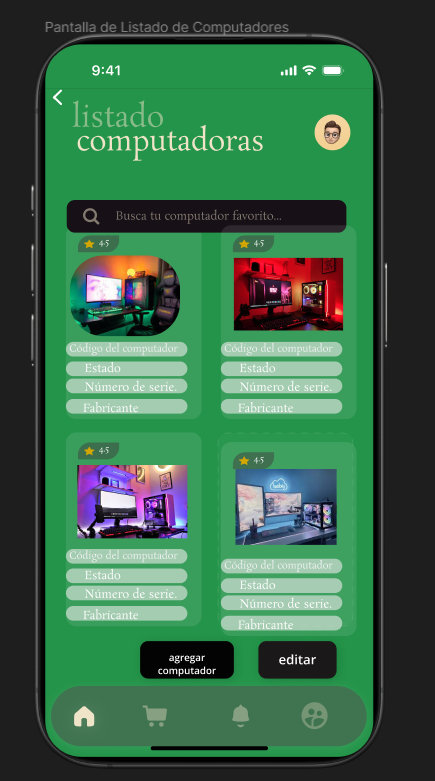 Pantalla de Listado de Computadores
9:41
listado
computadoras
Busca tu computador favorito...
4.5
4.5
Código del computador
Código del computador
Estado
Estado
Número de serie.
Número de serie.
Fabricante
Fabricante
4.5
4.5
Código del computador
Código del computador
Estado
Estado
Número de serie.
Número de serie.
Fabricante
Fabricante
agregar
computador
editar